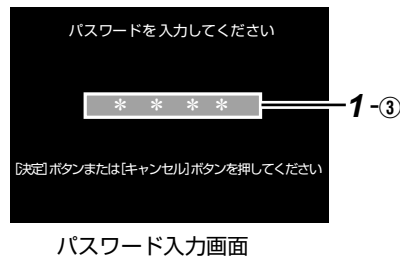 パスワードを入力してください
＊ ＊ ＊ ＊
1-③
[決定]ボタンまたは[キャンセル]ボタンを押してください
パスワード入力画面